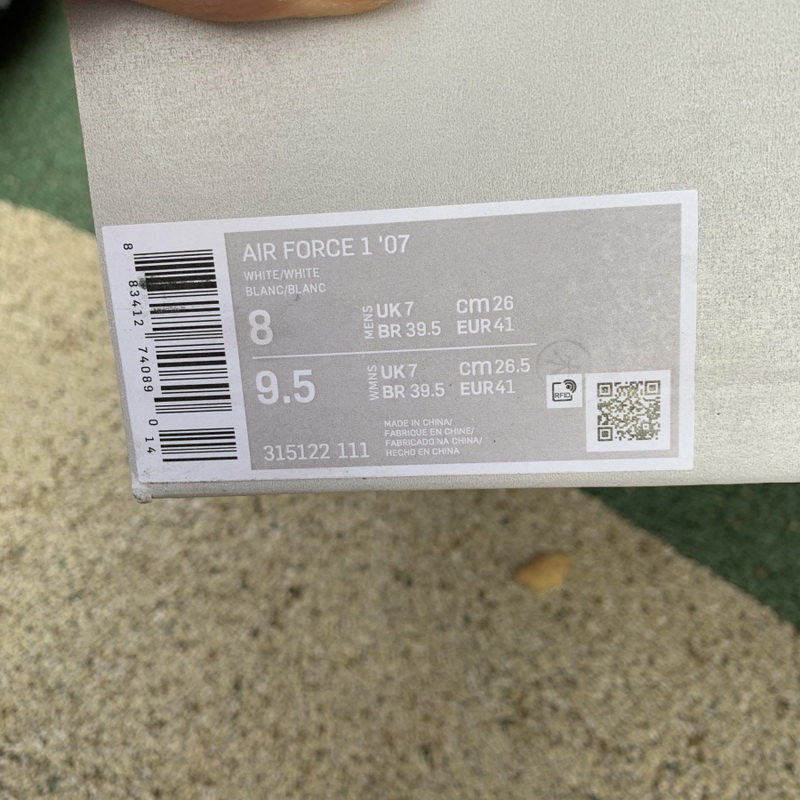 AIR FORCE 1 '07
WHITE/WHITE
BLANC/BLANC
8
MENS
UK 7 cm 26
BR 39.5 EUR 41
9.5
WMNS
UK 7 cm 26.5
BR 39.5 EUR 41
RFID
315122 111
MADE IN CHINA/
FABRIQUE EN CHINE/
FABRICADO NA CHINA/
HECHO EN CHINA
8 83412 74089 0 14